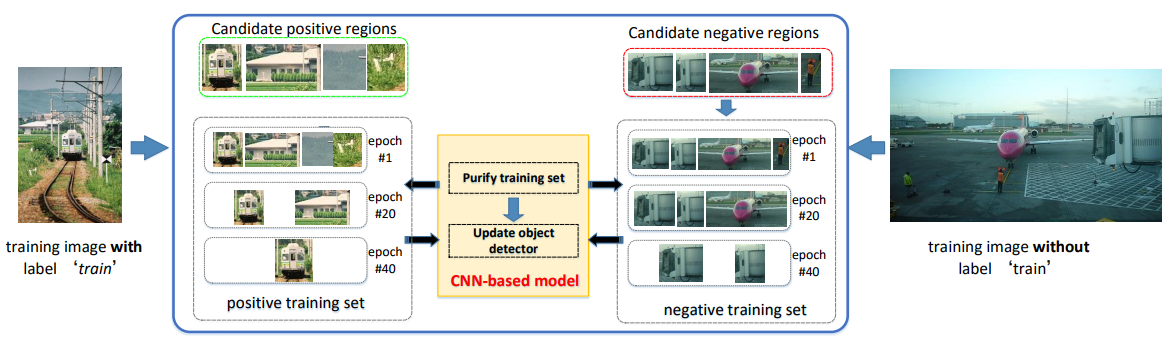 Candidate positive regions
Candidate negative regions
epoch
#1
epoch
#20
epoch
#40
positive training set
Purify training set
Update object
detector
CNN-based model
epoch
#1
epoch
#20
epoch
#40
negative training set
training image with
label ‘train’
training image without
label ‘train’